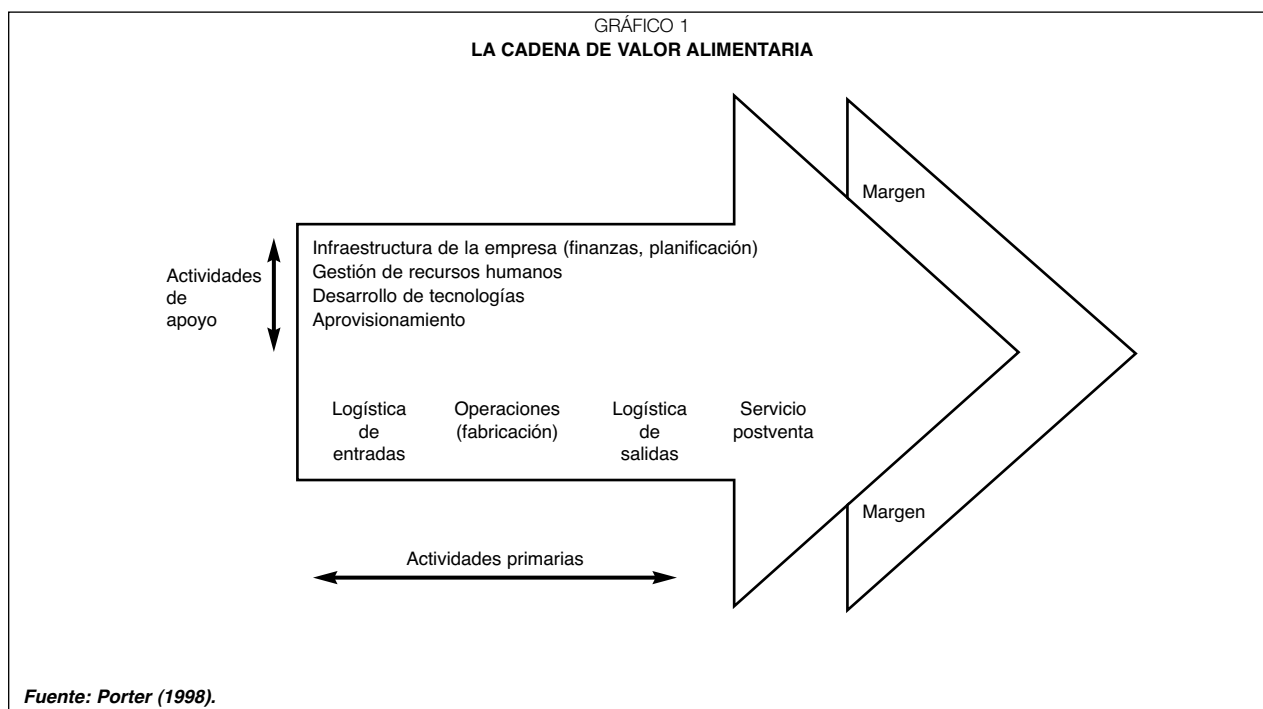 GRÁFICO 1
LA CADENA DE VALOR ALIMENTARIA
Margen
Infraestructura de la empresa (finanzas, planificación)
Gestión de recursos humanos
Desarrollo de tecnologías
Aprovisionamiento
Actividades
de
apoyo
Logística
de
entradas
Operaciones
(fabricación)
Logística
de
salidas
Servicio
postventa
Margen
Actividades primarias
Fuente: Porter (1998).